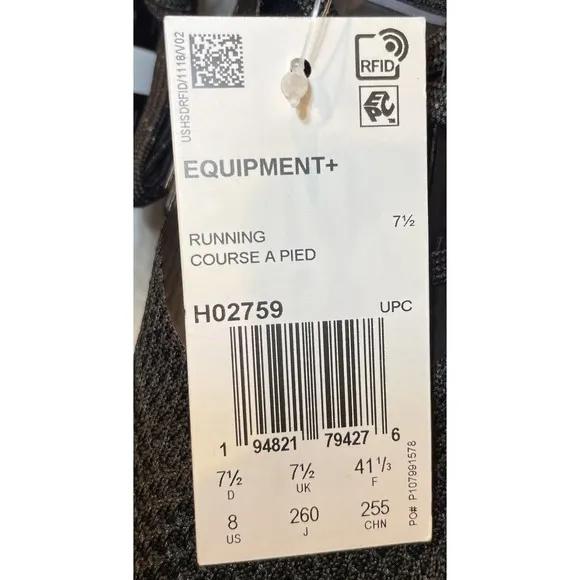 USHSDRFID/1118/V02
RFID
EPC™
EQUIPMENT+
7½
RUNNING
COURSE A PIED
H02759
UPC
1 94821 79427 6
7½ 7½ 41 1/3
D UK F
8 260 255
US J CHN
PO# P107991578